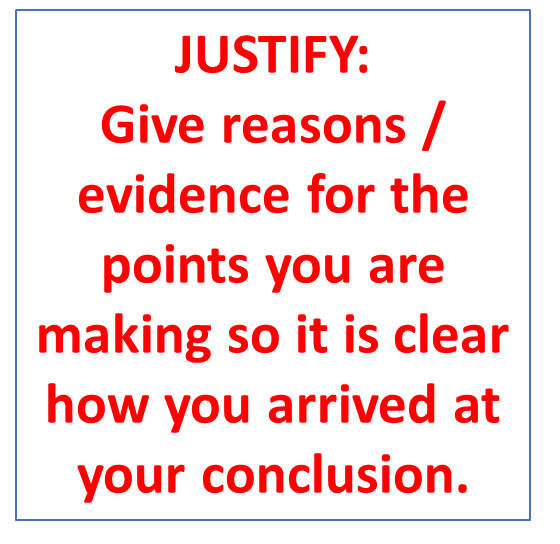 JUSTIFY:
Give reasons /
evidence for the
points you are
making so it is clear
how you arrived at
your conclusion.